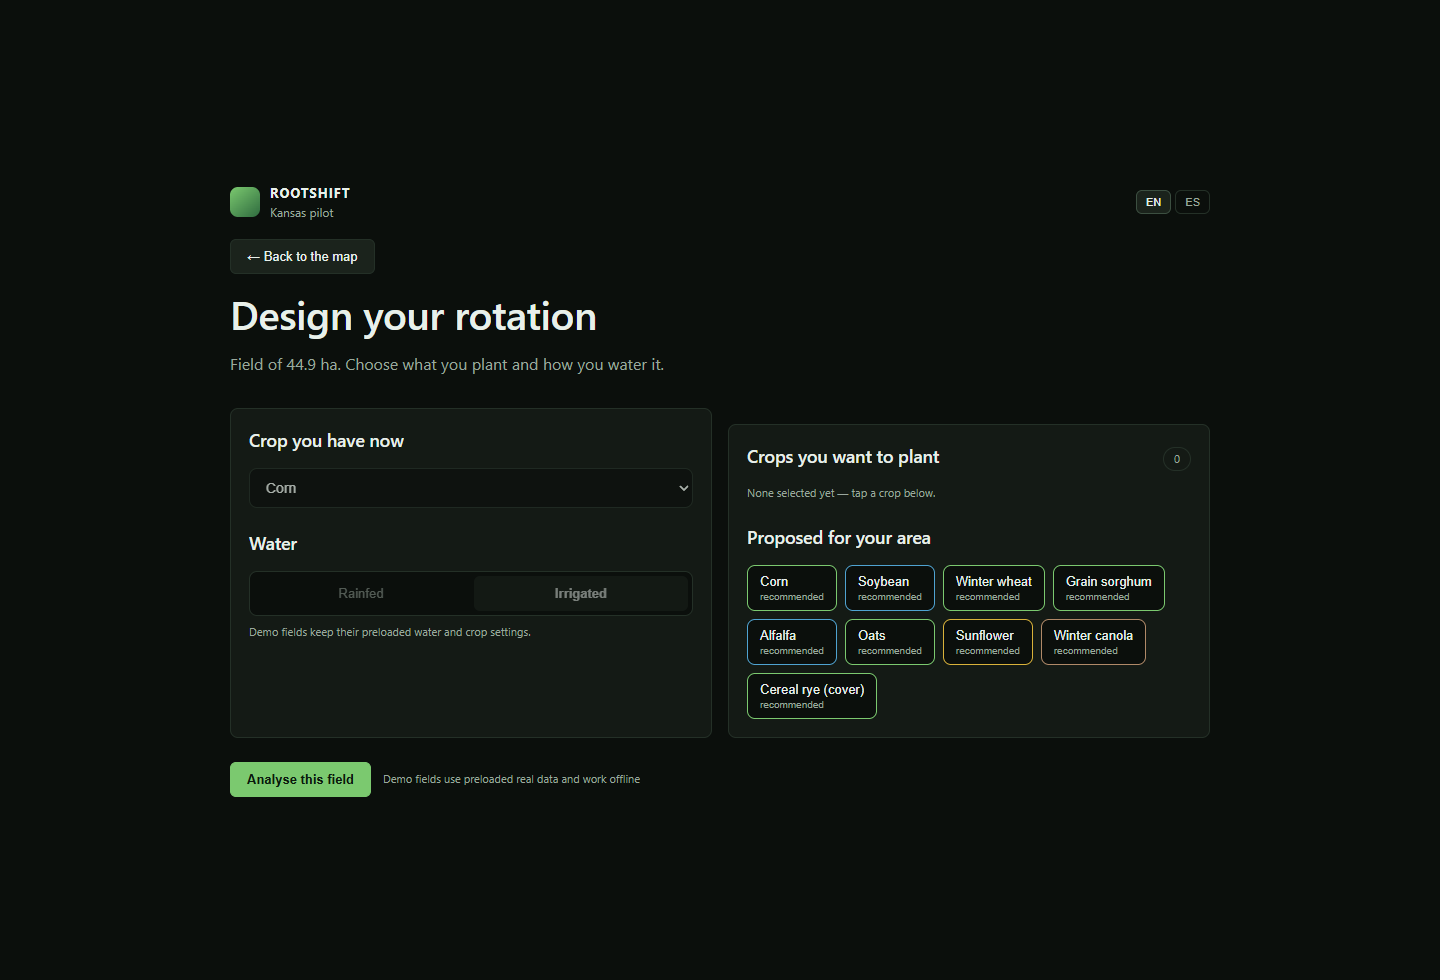 ROOTSHIFT
Kansas pilot
EN
ES
← Back to the map
Design your rotation
Field of 44.9 ha. Choose what you plant and how you water it.
Crop you have now
Corn
Water
Rainfed
Irrigated
Demo fields keep their preloaded water and crop settings.
Crops you want to plant
0
None selected yet — tap a crop below.
Proposed for your area
Corn
recommended
Soybean
recommended
Winter wheat
recommended
Grain sorghum
recommended
Alfalfa
recommended
Oats
recommended
Sunflower
recommended
Winter canola
recommended
Cereal rye (cover)
recommended
Analyse this field
Demo fields use preloaded real data and work offline